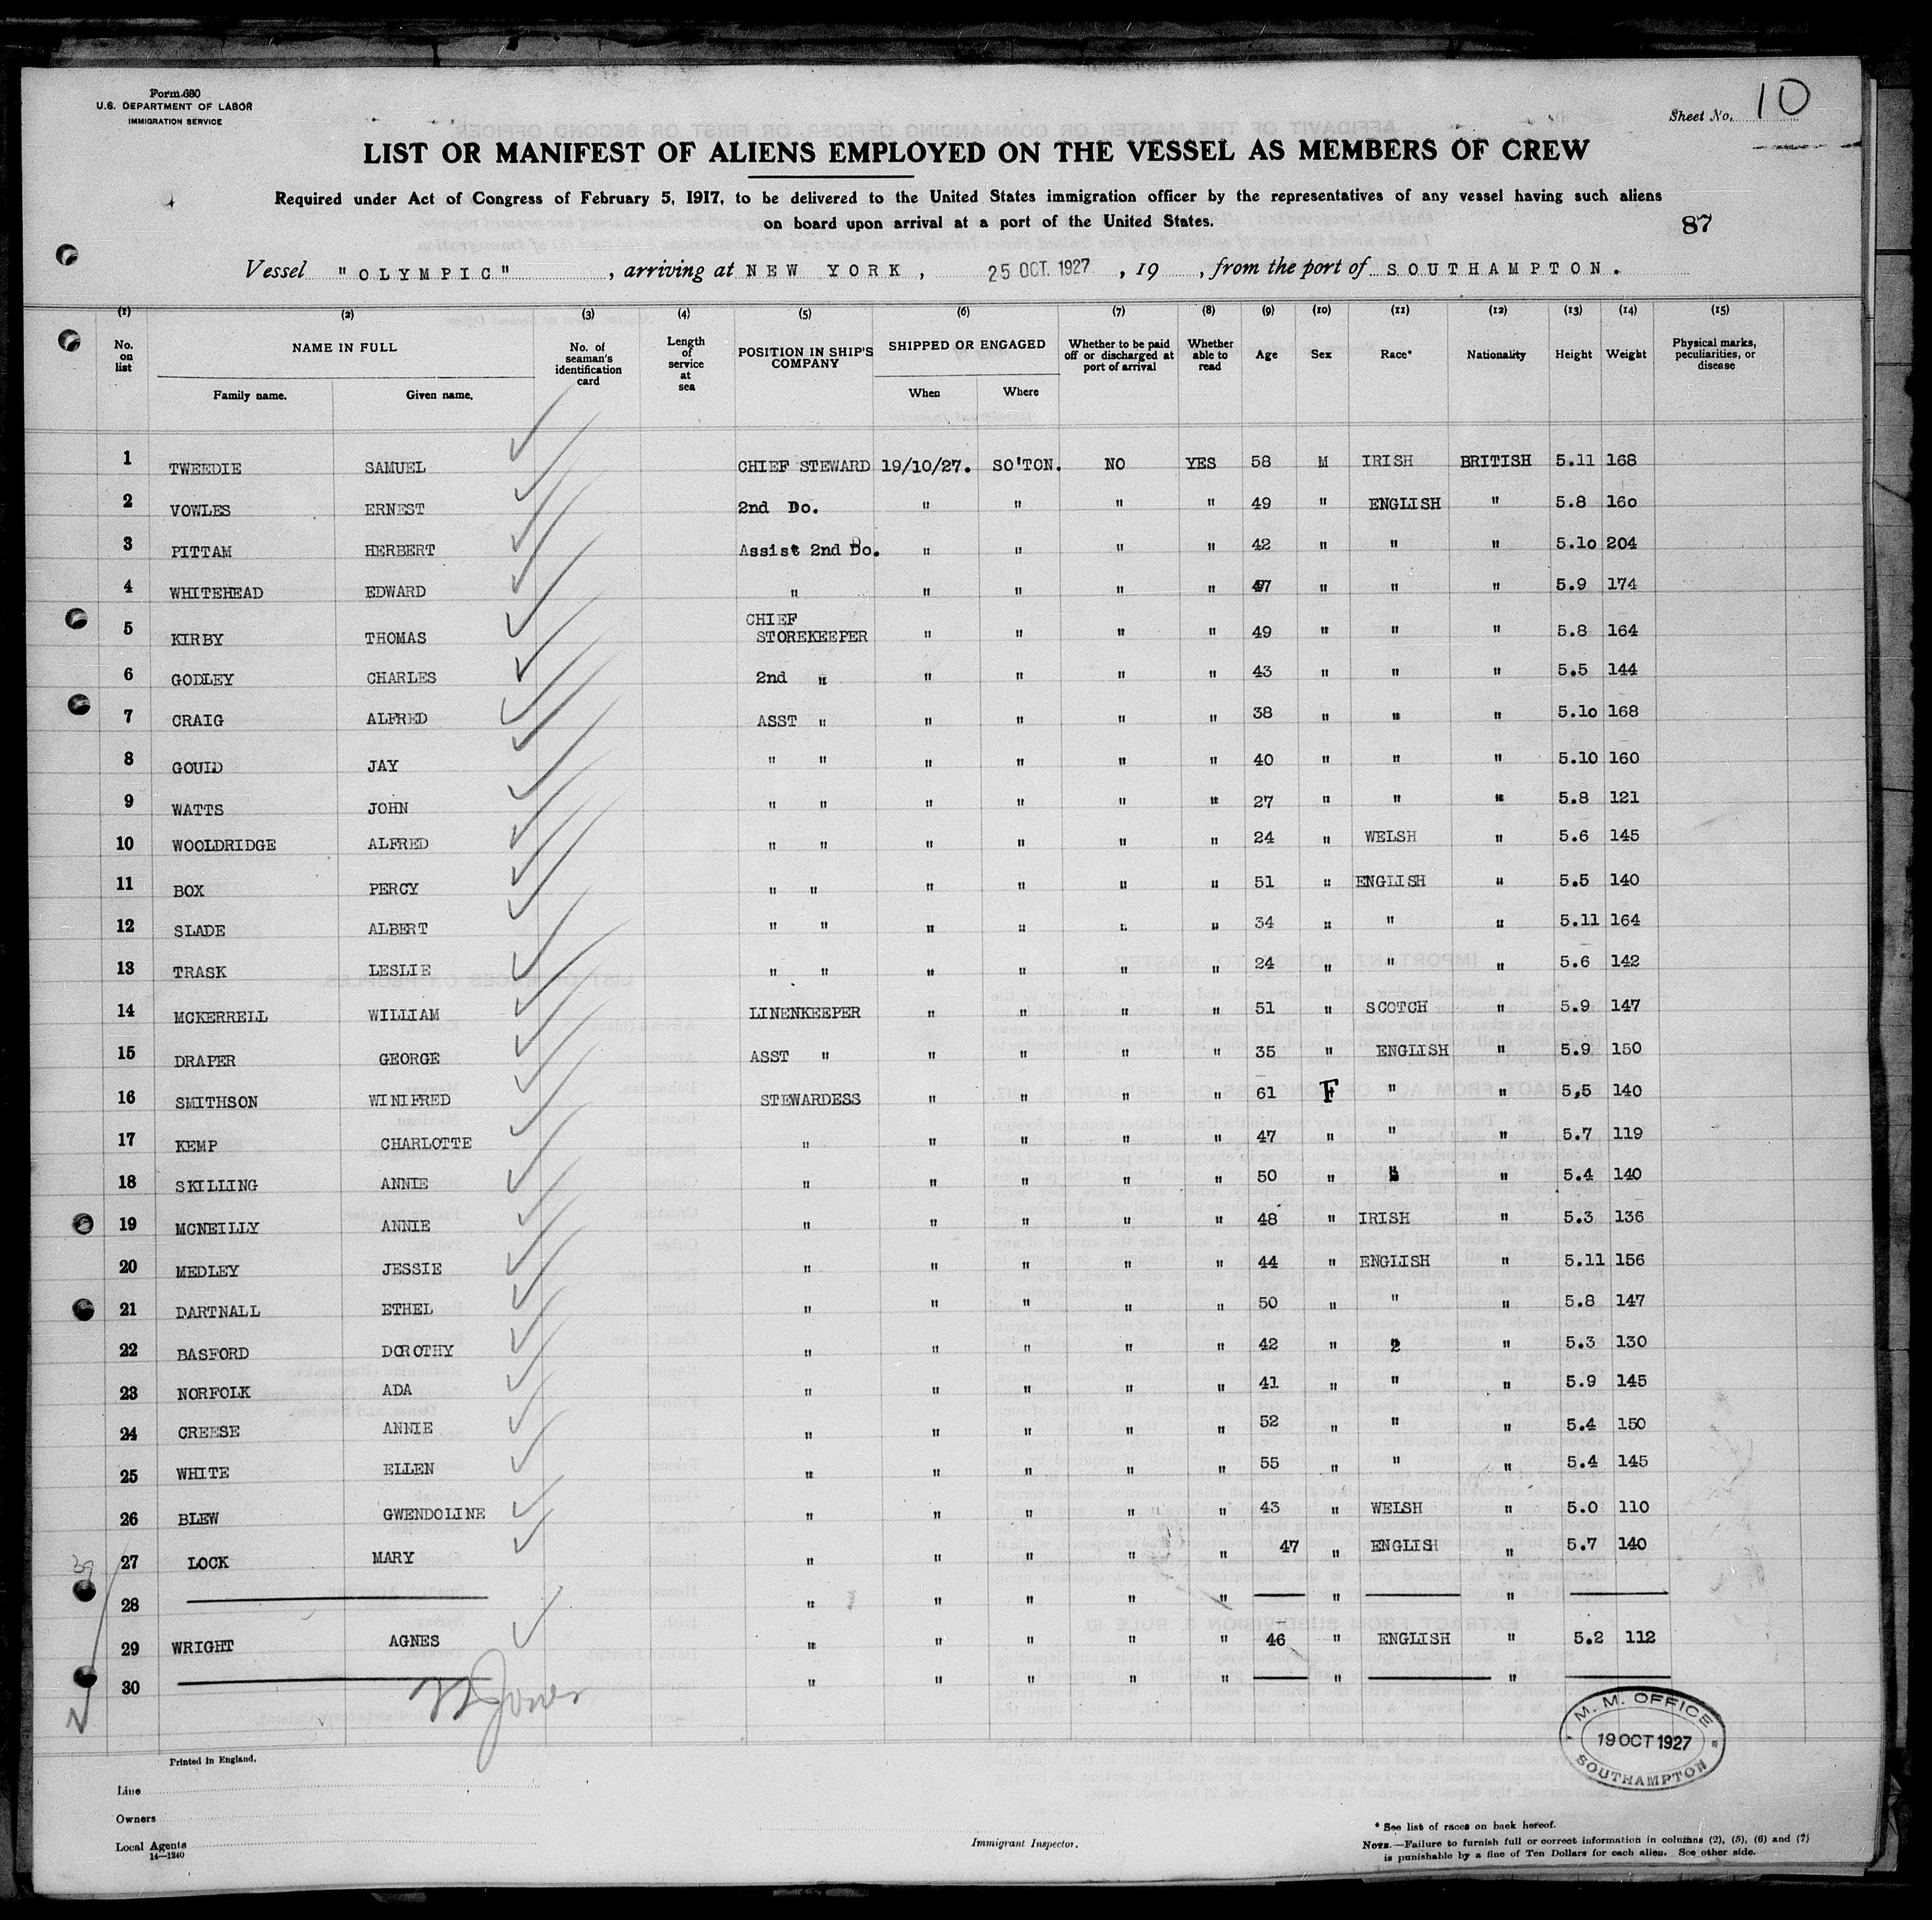 Form 680
U.S. DEPARTMENT OF LABOR
IMMIGRATION SERVICE
Sheet No. 10
LIST OR MANIFEST OF ALIENS EMPLOYED ON THE VESSEL AS MEMBERS OF CREW
Required under Act of Congress of February 5, 1917, to be delivered to the United States immigration officer by the representatives of any vessel having such aliens
on board upon arrival at a port of the United States.
87
Vessel "OLYMPIC", arriving at NEW YORK, 25 OCT. 1927, 19 , from the port of SOUTHAMPTON.
(1) (2) (3) (4) (5) (6) (7) (8) (9) (10) (11) (12) (13) (14) (15)
No. on list NAME IN FULL Family name. Given name. No. of seaman's identification card Length of service at sea POSITION IN SHIP'S COMPANY SHIPPED OR ENGAGED When Where Whether to be paid off or discharged at port of arrival Whether able to read Age Sex Race* Nationality Height Weight Physical marks, peculiarities, or disease
1 TWEEDIE SAMUEL CHIEF STEWARD 19/10/27. SO'TON. NO YES 58 M IRISH BRITISH 5.11 168
2 VOWLES ERNEST 2nd Do. " " " " 49 " ENGLISH " 5.8 160
3 PITTAM HERBERT Assist 2nd Do. " " " " 42 " " " 5.10 204
4 WHITEHEAD EDWARD " " " " " 47 " " " 5.9 174
5 KIRBY THOMAS CHIEF STOREKEEPER " " " " 49 " " " 5.8 164
6 GODLEY CHARLES 2nd " " " " " 43 " " " 5.5 144
7 CRAIG ALFRED ASST " " " " " 38 " " " 5.10 168
8 GOULD JAY " " " " " " 40 " " " 5.10 160
9 WATTS JOHN " " " " " " 27 " " " 5.8 121
10 WOOLDRIDGE ALFRED " " " " " " 24 " WELSH " 5.6 145
11 BOX PERCY " " " " " " 51 " ENGLISH " 5.5 140
12 SLADE ALBERT " " " " " " 34 " " " 5.11 164
13 TRASK LESLIE " " " " " " 24 " " " 5.6 142
14 MCKERRELL WILLIAM LINENKEEPER " " " " 51 " SCOTCH " 5.9 147
15 DRAPER GEORGE ASST " " " " " 35 " ENGLISH " 5.9 150
16 SMITHSON WINIFRED STEWARDESS " " " " 61 F " " 5,5 140
17 KEMP CHARLOTTE " " " " " 47 " " " 5.7 119
18 SKILLING ANNIE " " " " " 50 " " " 5.4 140
19 MCNEILLY ANNIE " " " " " 48 " IRISH " 5.3 136
20 MEDLEY JESSIE " " " " " 44 " ENGLISH " 5.11 156
21 DARTNALL ETHEL " " " " " 50 " " " 5.8 147
22 BASFORD DOROTHY " " " " " 42 " 2 " 5.3 130
23 NORFOLK ADA " " " " " 41 " " " 5.9 145
24 CREESE ANNIE " " " " " 52 " " " 5.4 150
25 WHITE ELLEN " " " " " 55 " " " 5.4 145
26 BLEW GWENDOLINE " " " " " 43 " WELSH " 5.0 110
27 LOCK MARY " " " " " 47 " ENGLISH " 5.7 140
28 " " " " " " "
29 WRIGHT AGNES " " " " " 46 " ENGLISH " 5.2 112
30 " " " " " " "
39
Jones
M. M. OFFICE
19 OCT 1927
SOUTHAMPTON
Printed in England.
Line
Owners
Local Agents
14—1240
Immigrant Inspector.
* See list of races on back hereof.
NOTE.—Failure to furnish full or correct information in columns (2), (5), (6) and (7)
is punishable by a fine of Ten Dollars for each alien. See other side.